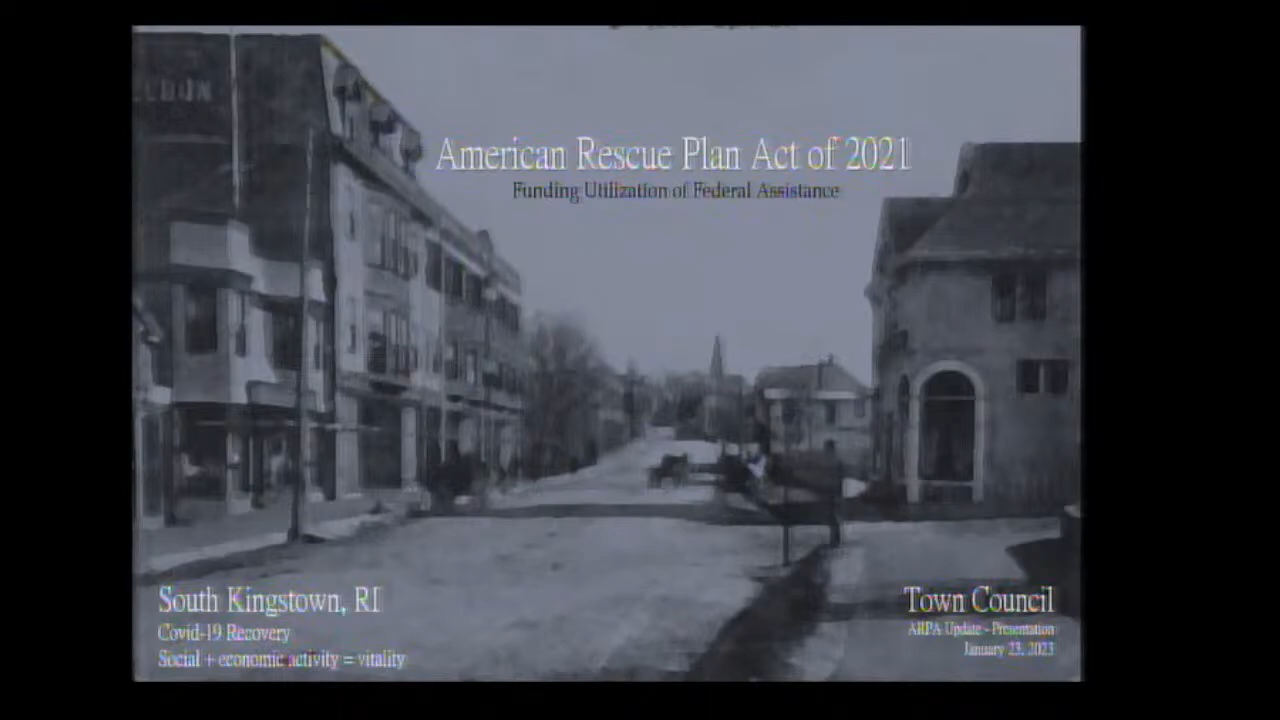 American Rescue Plan Act of 2021
Funding Utilization of Federal Assistance
South Kingstown, RI
Covid-19 Recovery
Social + economic activity = vitality
Town Council
ARPA Update - Presentation
January 23, 2023